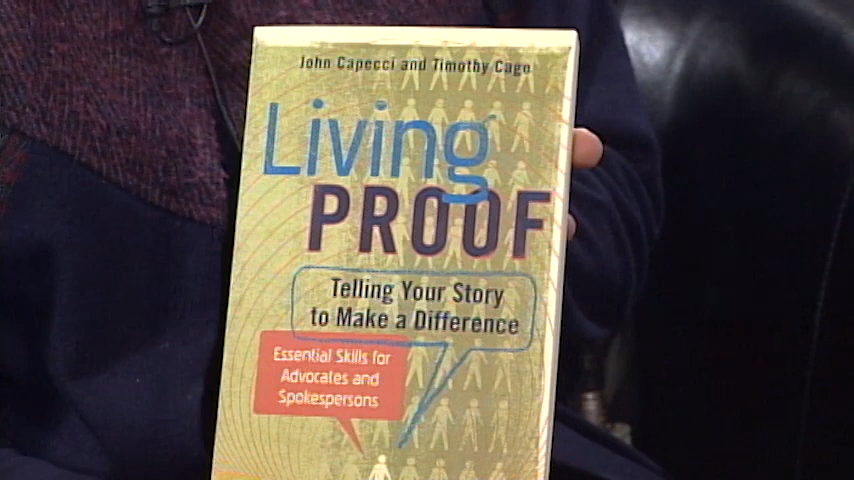 John Capecci and Timothy Cage
Living
PROOF
Telling Your Story
to Make a Difference
Essential Skills for
Advocates and
Spokespersons